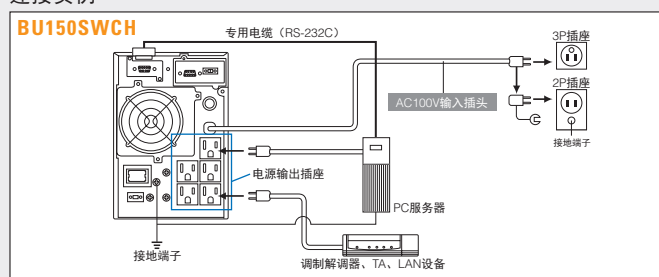 连接实例
BU150SWCH
专用电缆（RS-232C）
3P插座
2P插座
AC100V输入插头
接地端子
电源输出插座
PC服务器
接地端子
调制解调器、TA、LAN设备